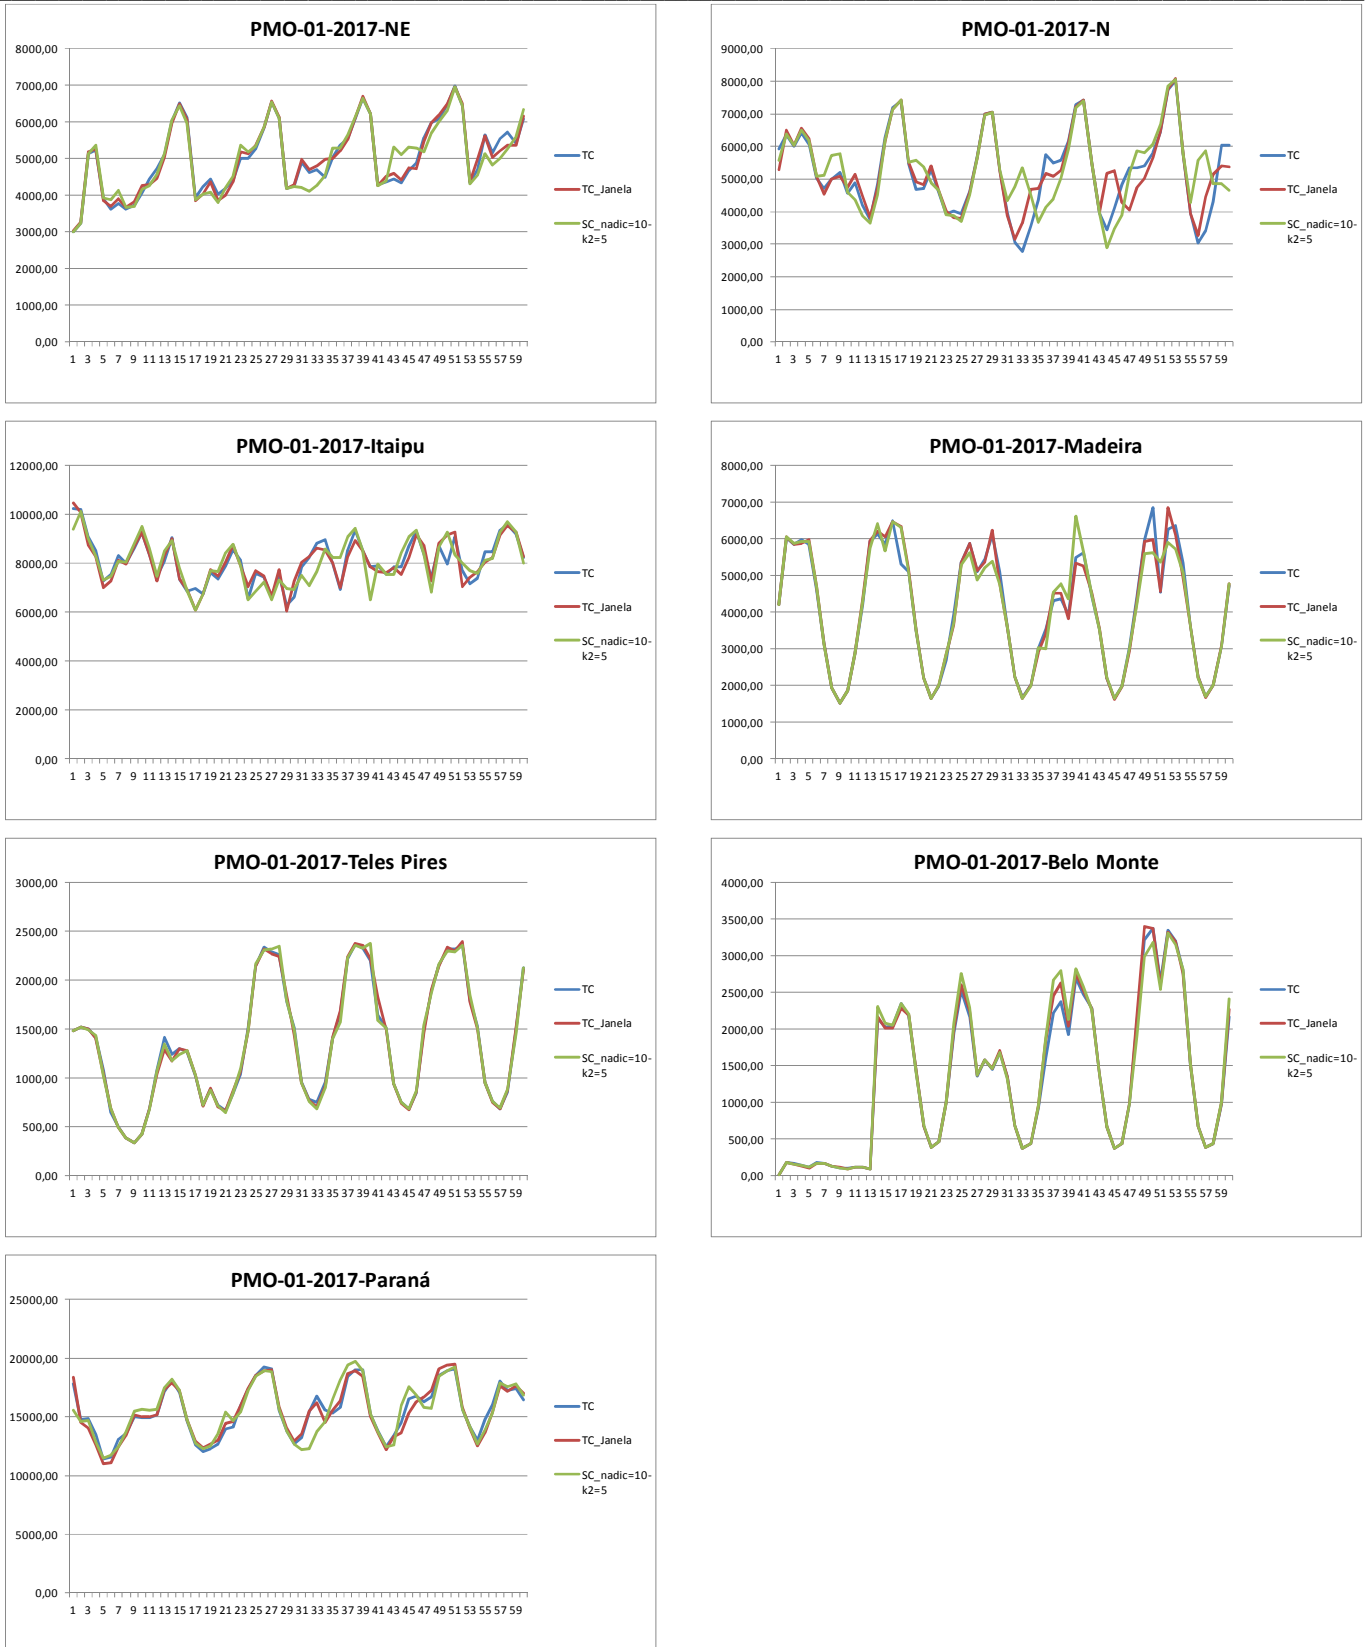 PMO-01-2017-NE
8000,00
7000,00
6000,00
5000,00
4000,00
3000,00
2000,00
1000,00
0,00
1 3 5 7 9 11 13 15 17 19 21 23 25 27 29 31 33 35 37 39 41 43 45 47 49 51 53 55 57 59
TC
TC_Janela
SC_nadic=10-
k2=5
PMO-01-2017-N
9000,00
8000,00
7000,00
6000,00
5000,00
4000,00
3000,00
2000,00
1000,00
0,00
1 3 5 7 9 11 13 15 17 19 21 23 25 27 29 31 33 35 37 39 41 43 45 47 49 51 53 55 57 59
TC
TC_Janela
SC_nadic=10-
k2=5
PMO-01-2017-Itaipu
12000,00
10000,00
8000,00
6000,00
4000,00
2000,00
0,00
1 3 5 7 9 11 13 15 17 19 21 23 25 27 29 31 33 35 37 39 41 43 45 47 49 51 53 55 57 59
TC
TC_Janela
SC_nadic=10-
k2=5
PMO-01-2017-Madeira
8000,00
7000,00
6000,00
5000,00
4000,00
3000,00
2000,00
1000,00
0,00
1 3 5 7 9 11 13 15 17 19 21 23 25 27 29 31 33 35 37 39 41 43 45 47 49 51 53 55 57 59
TC
TC_Janela
SC_nadic=10-
k2=5
PMO-01-2017-Teles Pires
3000,00
2500,00
2000,00
1500,00
1000,00
500,00
0,00
1 3 5 7 9 11 13 15 17 19 21 23 25 27 29 31 33 35 37 39 41 43 45 47 49 51 53 55 57 59
TC
TC_Janela
SC_nadic=10-
k2=5
PMO-01-2017-Belo Monte
4000,00
3500,00
3000,00
2500,00
2000,00
1500,00
1000,00
500,00
0,00
1 3 5 7 9 11 13 15 17 19 21 23 25 27 29 31 33 35 37 39 41 43 45 47 49 51 53 55 57 59
TC
TC_Janela
SC_nadic=10-
k2=5
PMO-01-2017-Paraná
25000,00
20000,00
15000,00
10000,00
5000,00
0,00
1 3 5 7 9 11 13 15 17 19 21 23 25 27 29 31 33 35 37 39 41 43 45 47 49 51 53 55 57 59
TC
TC_Janela
SC_nadic=10-
k2=5